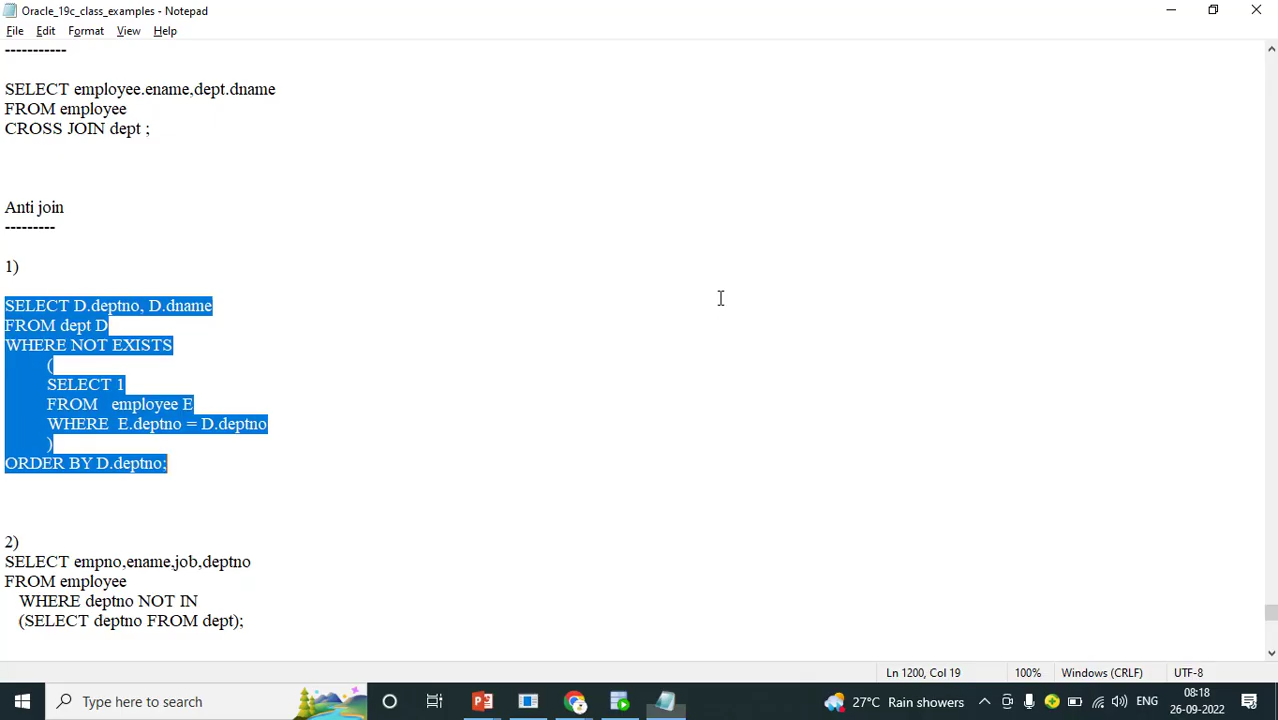 Oracle_19c_class_examples - Notepad
File Edit Format View Help
-----------
SELECT employee.ename,dept.dname
FROM employee
CROSS JOIN dept ;
Anti join
---------
1)
SELECT D.deptno, D.dname
FROM dept D
WHERE NOT EXISTS
(
SELECT 1
FROM employee E
WHERE E.deptno = D.deptno
)
ORDER BY D.deptno;
2)
SELECT empno,ename,job,deptno
FROM employee
WHERE deptno NOT IN
(SELECT deptno FROM dept);
Ln 1200, Col 19 100% Windows (CRLF) UTF-8
Type here to search 27°C Rain showers ENG 08:18
26-09-2022